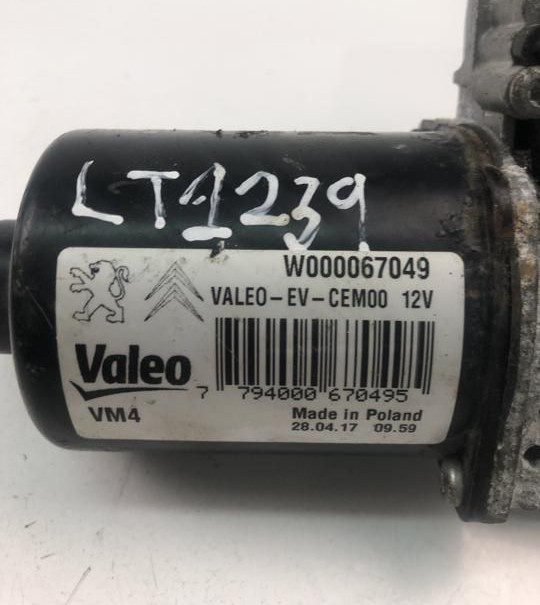 LT1239
W000067049
VALEO-EV-CEM00 12V
Valeo
7 794000 670495
VM4
Made in Poland
28.04.17 09.59